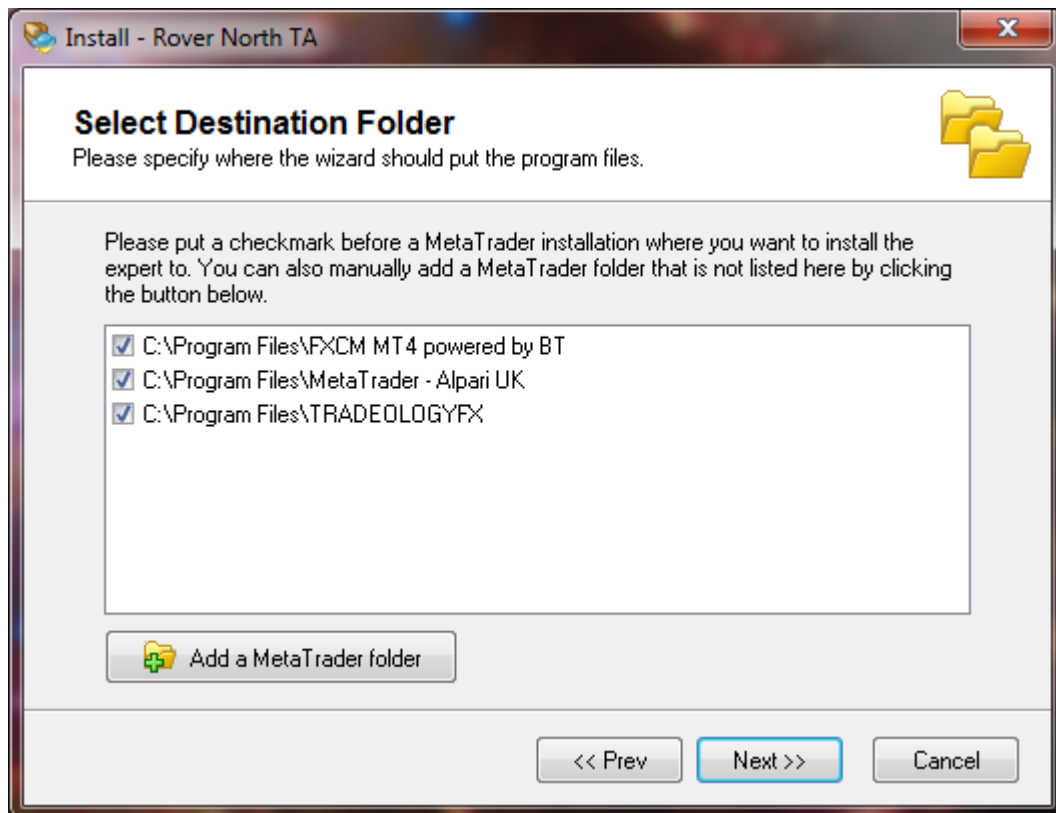 Install - Rover North TA
Select Destination Folder
Please specify where the wizard should put the program files.
Please put a checkmark before a MetaTrader installation where you want to install the
expert to. You can also manually add a MetaTrader folder that is not listed here by clicking
the button below.
C:\Program Files\FXCM MT4 powered by BT
C:\Program Files\MetaTrader - Alpari UK
C:\Program Files\TRADEOLOGYFX
Add a MetaTrader folder
<< Prev
Next >>
Cancel